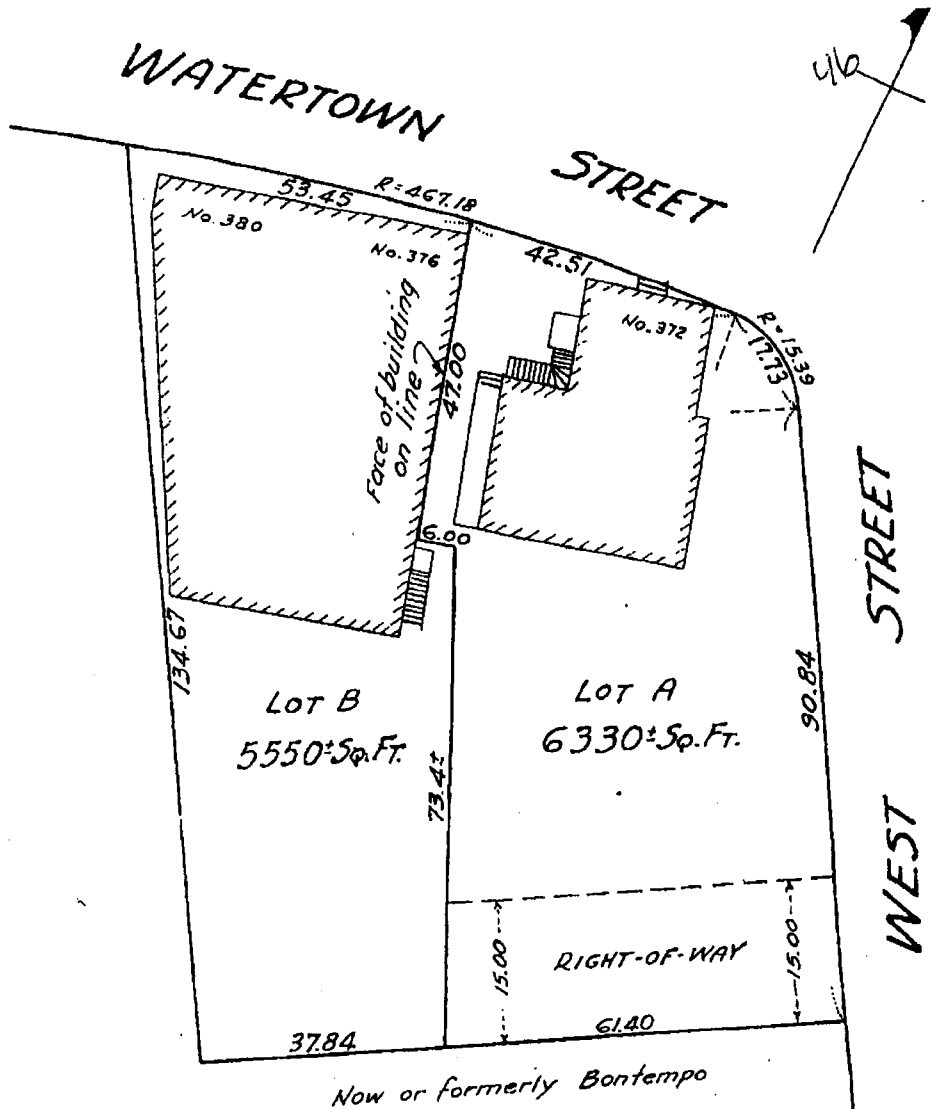 46
WATERTOWN STREET
53.45
R=467.18
42.51
R=15.39
17.73
No. 380
No. 376
No. 372
Face of building
on line
47.00
6.00
134.67
LOT B
5550± Sq. Ft.
73.4±
LOT A
6330± Sq. Ft.
90.84
WEST STREET
15.00
RIGHT-OF-WAY
15.00
37.84
61.40
Now or formerly Bontempo